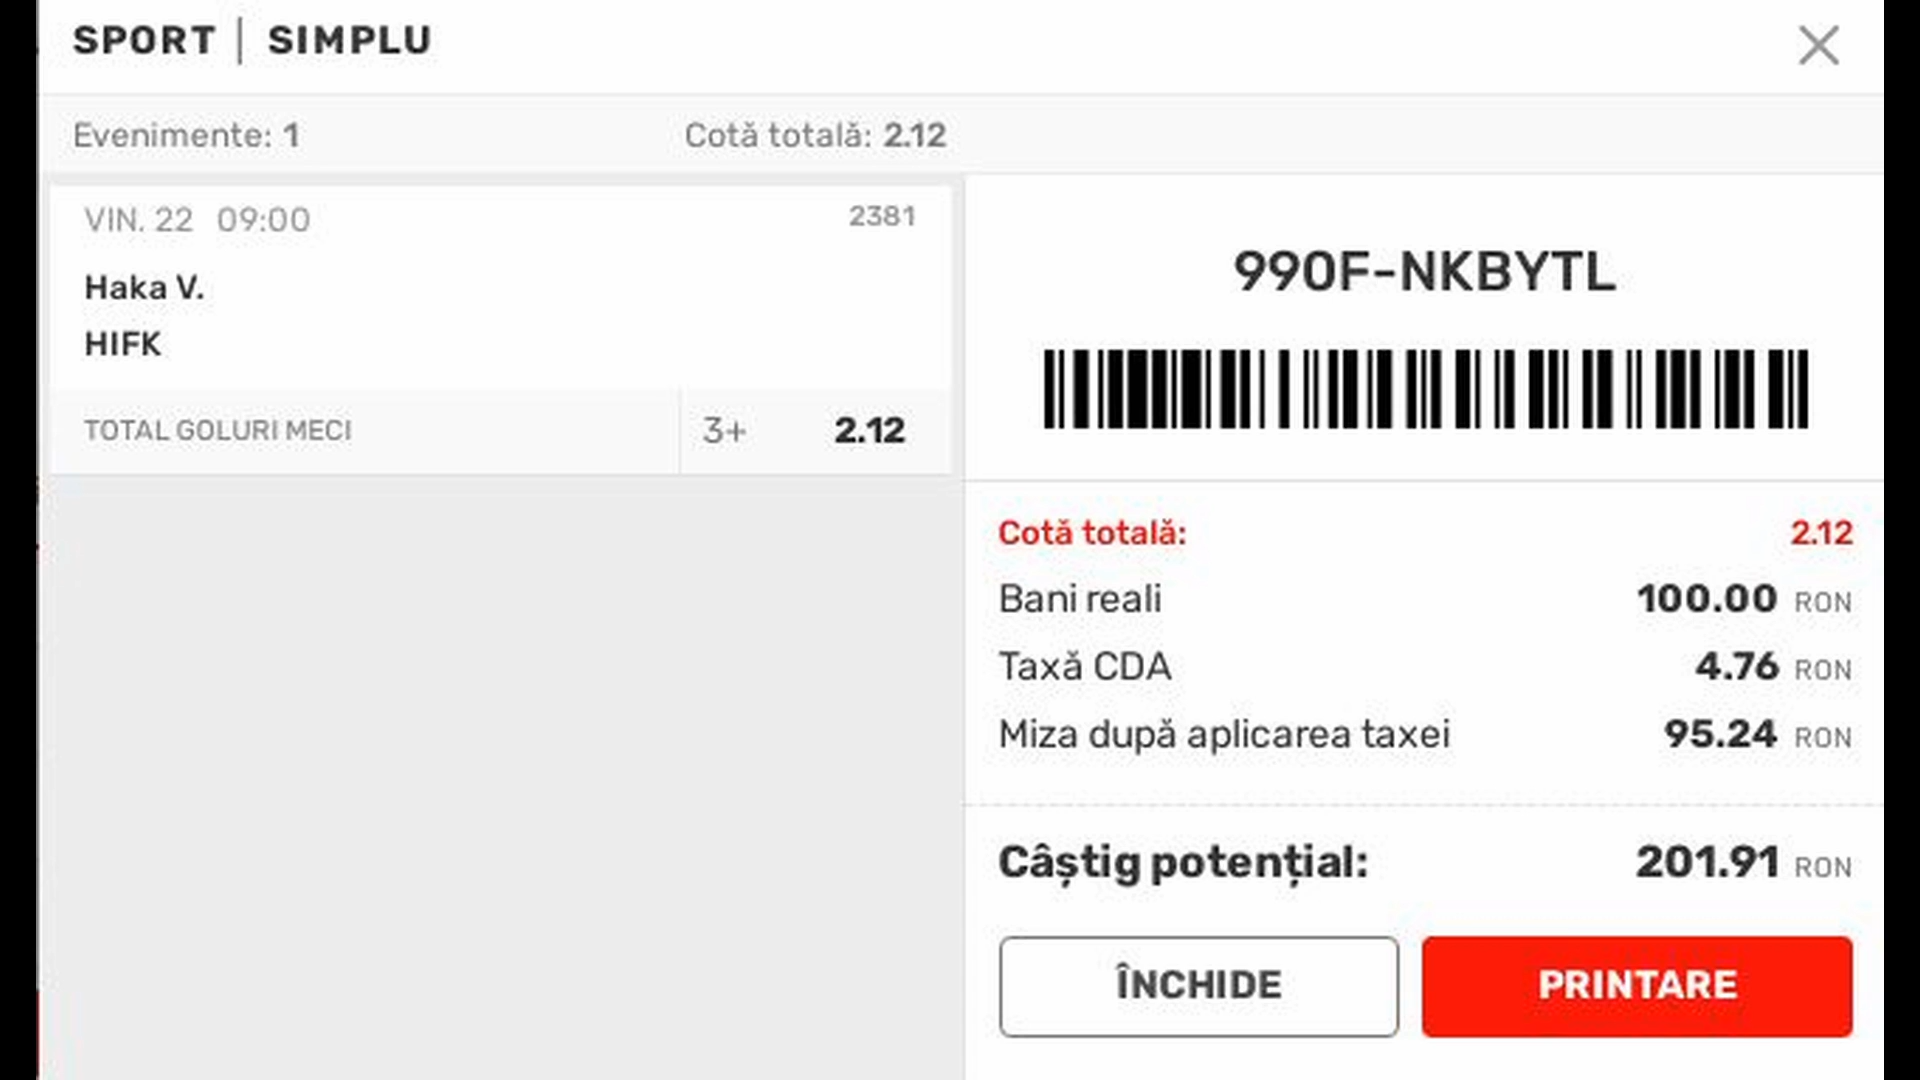 SPORT | SIMPLU
Evenimente: 1
Cotă totală: 2.12
VIN. 22 09:00
2381
Haka V.
HIFK
TOTAL GOLURI MECI
3+
2.12
990F-NKBYTL
Cotă totală: 2.12
Bani reali 100.00 RON
Taxă CDA 4.76 RON
Miza după aplicarea taxei 95.24 RON
Câștig potențial: 201.91 RON
ÎNCHIDE
PRINTARE